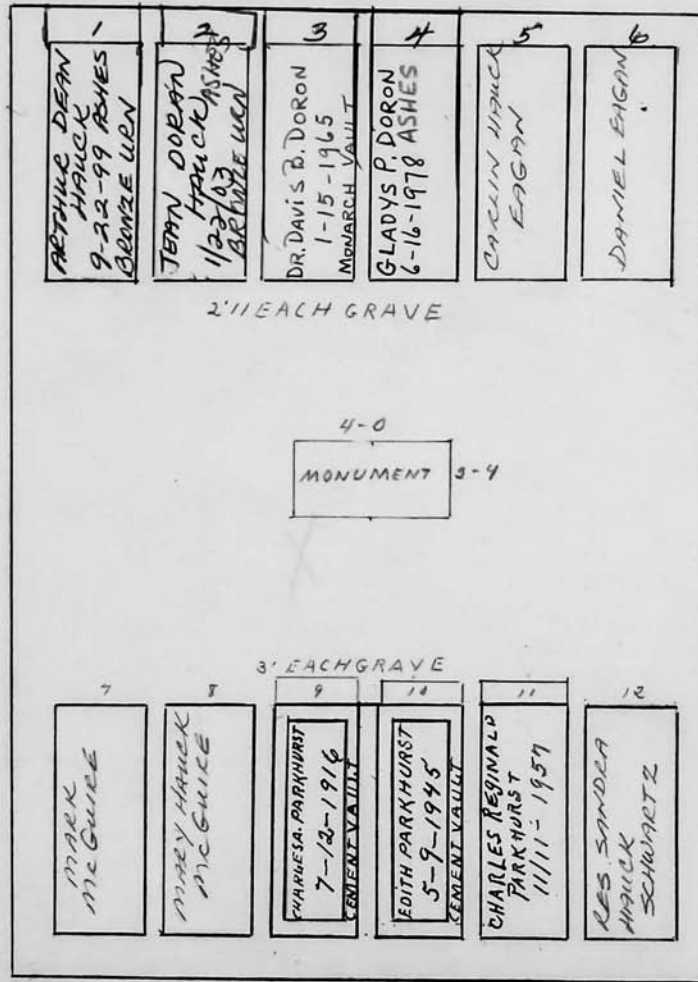 1
ARTHUR DEAN
HAUCK
9-22-99 ASHES
BRONZE URN
2
JEAN DORAN
HAUCK ASHES
1/22/03
BRONZE URN
3
DR. DAVIS B. DORON
1-15-1965
MONARCH VAULT
4
GLADYS P. DORON
6-16-1978 ASHES
5
CARLIN HAUCK
EAGAN
6
DANIEL EAGAN
2'11 EACH GRAVE
4-0
MONUMENT
2-4
3' EACH GRAVE
7
MARK
McGUIRE
8
MARY HAUCK
McGUIRE
9
CHARLES A. PARKHURST
7-12-1916
CEMENT VAULT
10
EDITH PARKHURST
5-9-1945
CEMENT VAULT
11
CHARLES REGINALD
PARKHURST
11/11-1957
12
RES. SANDRA
HAUCK
SCHWARTZ